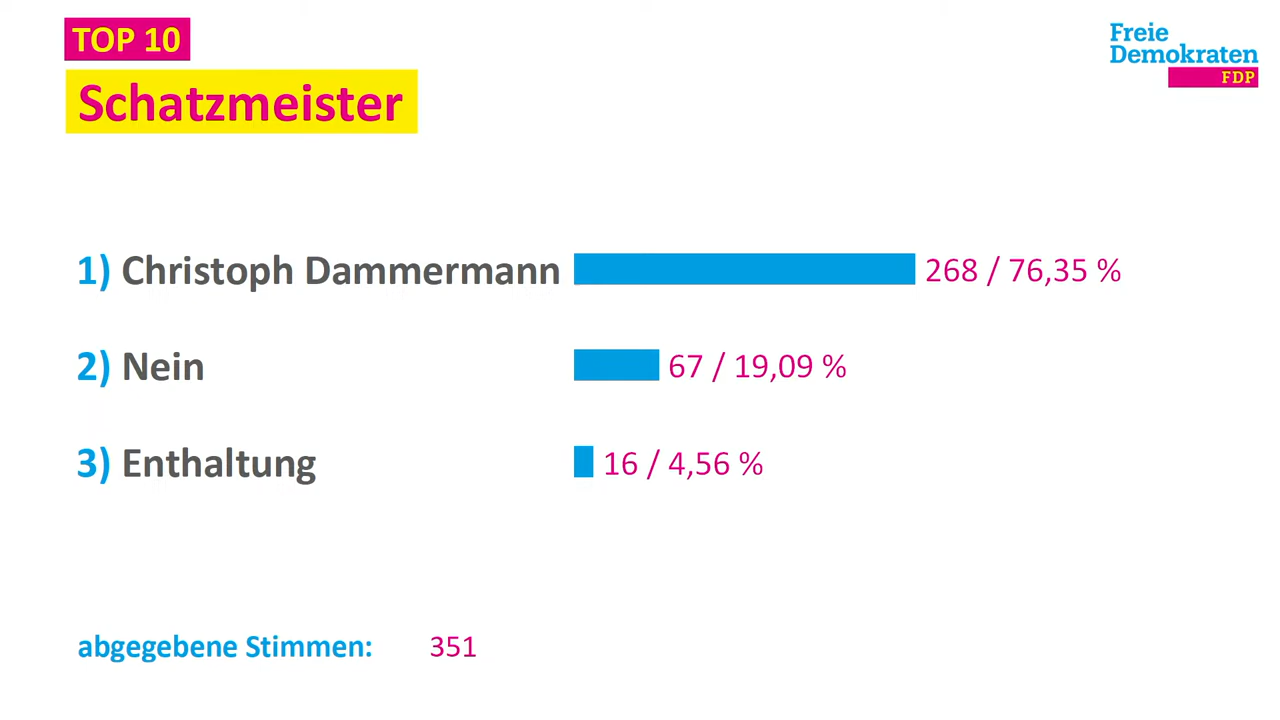 TOP 10
Schatzmeister
Freie
Demokraten
FDP
1) Christoph Dammermann 268 / 76,35 %
2) Nein 67 / 19,09 %
3) Enthaltung 16 / 4,56 %
abgegebene Stimmen: 351